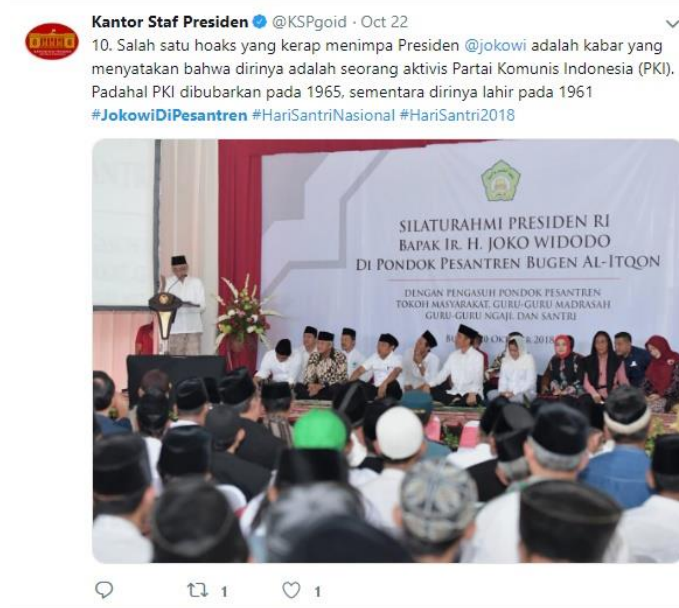 Kantor Staf Presiden @KSPgoid · Oct 22
10. Salah satu hoaks yang kerap menimpa Presiden @jokowi adalah kabar yang
menyatakan bahwa dirinya adalah seorang aktivis Partai Komunis Indonesia (PKI).
Padahal PKI dibubarkan pada 1965, sementara dirinya lahir pada 1961
#JokowiDiPesantren #HariSantriNasional #HariSantri2018
SILATURAHMI PRESIDEN RI
BAPAK IR. H. JOKO WIDODO
DI PONDOK PESANTREN BUGEN AL-ITQON
DENGAN PENGASUH PONDOK PESANTREN
TOKOH MASYARAKAT, GURU-GURU MADRASAH
GURU-GURU NGAJI, DAN SANTRI
OKTOBER 2018
1 1